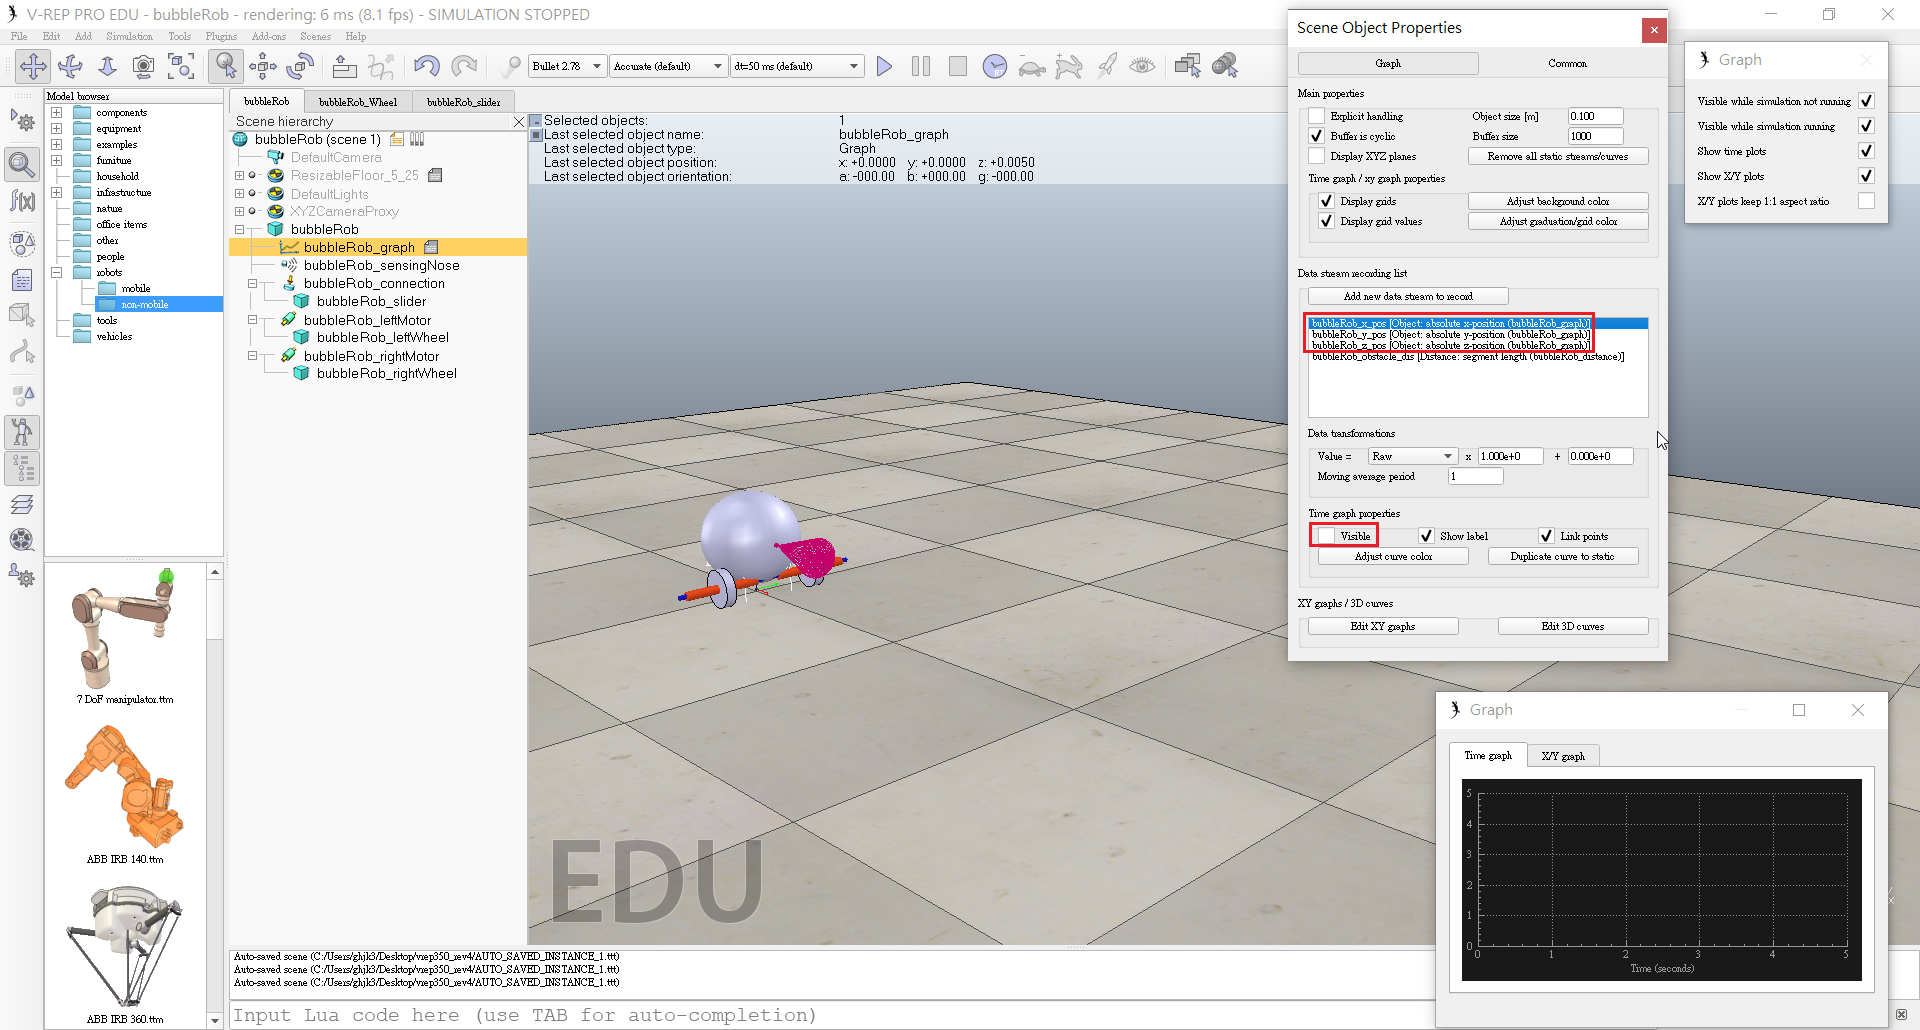 V-REP PRO EDU - bubbleRob - rendering: 6 ms (8.1 fps) - SIMULATION STOPPED
File Edit Add Simulation Tools Plugins Add-ons Scenes Help
Bullet 2.78 Accurate (default) dt=50 ms (default)
Model browser
components
equipment
examples
furniture
household
infrastructure
nature
office items
other
people
robots
mobile
non-mobile
tools
vehicles
7 DoF manipulator.ttm
ABB IRB 140.ttm
ABB IRB 360.ttm
bubbleRob bubbleRob_Wheel bubbleRob_slider
Scene hierarchy
bubbleRob (scene 1)
DefaultCamera
ResizableFloor_5_25
DefaultLights
XYZCameraProxy
bubbleRob
bubbleRob_graph
bubbleRob_sensingNose
bubbleRob_connection
bubbleRob_slider
bubbleRob_leftMotor
bubbleRob_leftWheel
bubbleRob_rightMotor
bubbleRob_rightWheel
Selected objects: 1
Last selected object name: bubbleRob_graph
Last selected object type: Graph
Last selected object position: x: +0.0000 y: +0.0000 z: +0.0050
Last selected object orientation: a: -000.00 b: +000.00 g: -000.00
EDU
Auto-saved scene (C:/Users/ghjk3/Desktop/vrep350_rev4/AUTO_SAVED_INSTANCE_1.ttt)
Auto-saved scene (C:/Users/ghjk3/Desktop/vrep350_rev4/AUTO_SAVED_INSTANCE_1.ttt)
Auto-saved scene (C:/Users/ghjk3/Desktop/vrep350_rev4/AUTO_SAVED_INSTANCE_1.ttt)
Input Lua code here (use TAB for auto-completion)
Scene Object Properties
Graph Common
Main properties
Explicit handling Object size [m] 0.100
Buffer is cyclic Buffer size 1000
Display XYZ planes Remove all static streams/curves
Time graph / xy graph properties
Display grids Adjust background color
Display grid values Adjust graduation/grid color
Data stream recording list
Add new data stream to record
bubbleRob_x_pos [Object: absolute x-position (bubbleRob_graph)]
bubbleRob_y_pos [Object: absolute y-position (bubbleRob_graph)]
bubbleRob_z_pos [Object: absolute z-position (bubbleRob_graph)]
bubbleRob_obstacle_dis [Distance: segment length (bubbleRob_distance)]
Data transformations
Value = Raw x 1.000e+0 + 0.000e+0
Moving average period 1
Time graph properties
Visible Show label Link points
Adjust curve color Duplicate curve to static
XY graphs / 3D curves
Edit XY graphs Edit 3D curves
Graph
Visible while simulation not running
Visible while simulation running
Show time plots
Show X/Y plots
X/Y plots keep 1:1 aspect ratio
Graph
Time graph X/Y graph
5
4
3
2
1
0
0 1 2 3 4 5
Time (seconds)